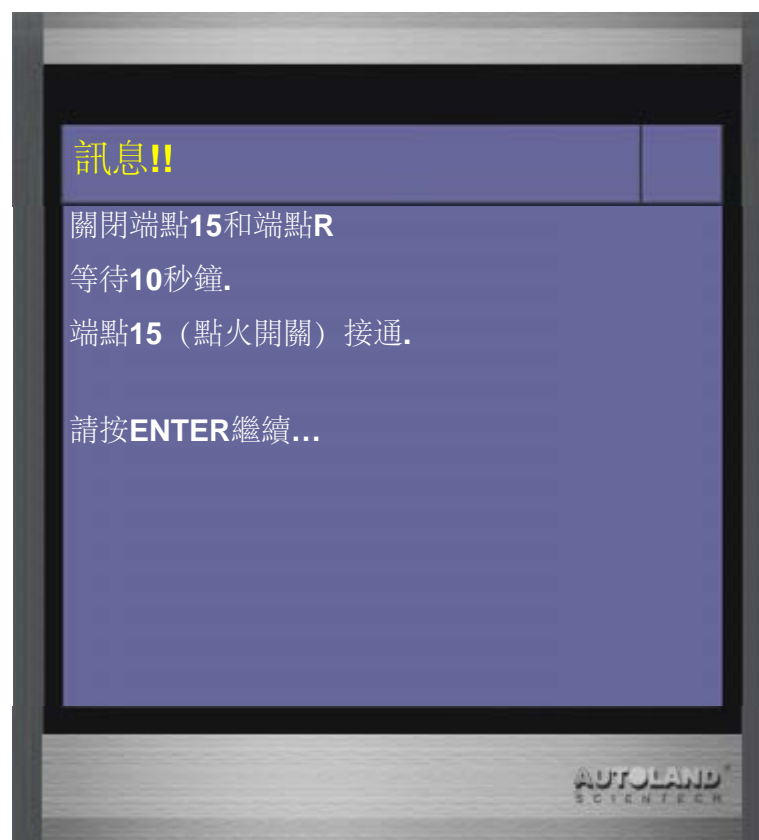 訊息!!
關閉端點15和端點R
等待10秒鐘.
端點15（點火開關）接通.
請按ENTER繼續...
AUTOLAND
SCIENTECH